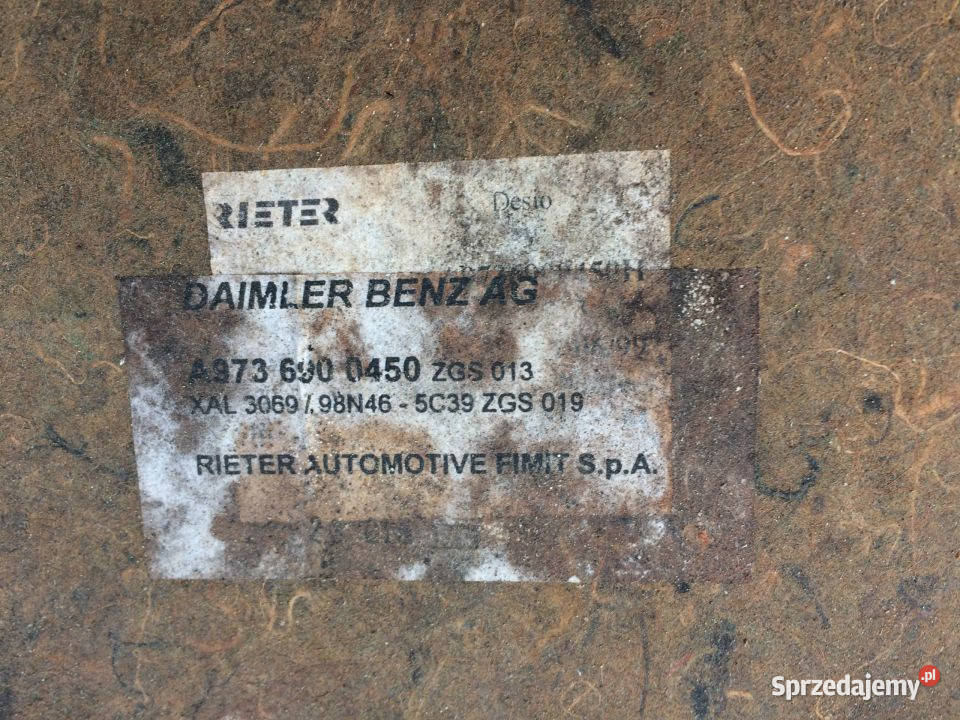 RIETER Desio
DAIMLER BENZ AG
A973 690 0450 ZGS 013
XAL 3069 / 98N46 - 5C39 ZGS 019
RIETER AUTOMOTIVE FIMIT S.p.A.
Sprzedajemy.pl